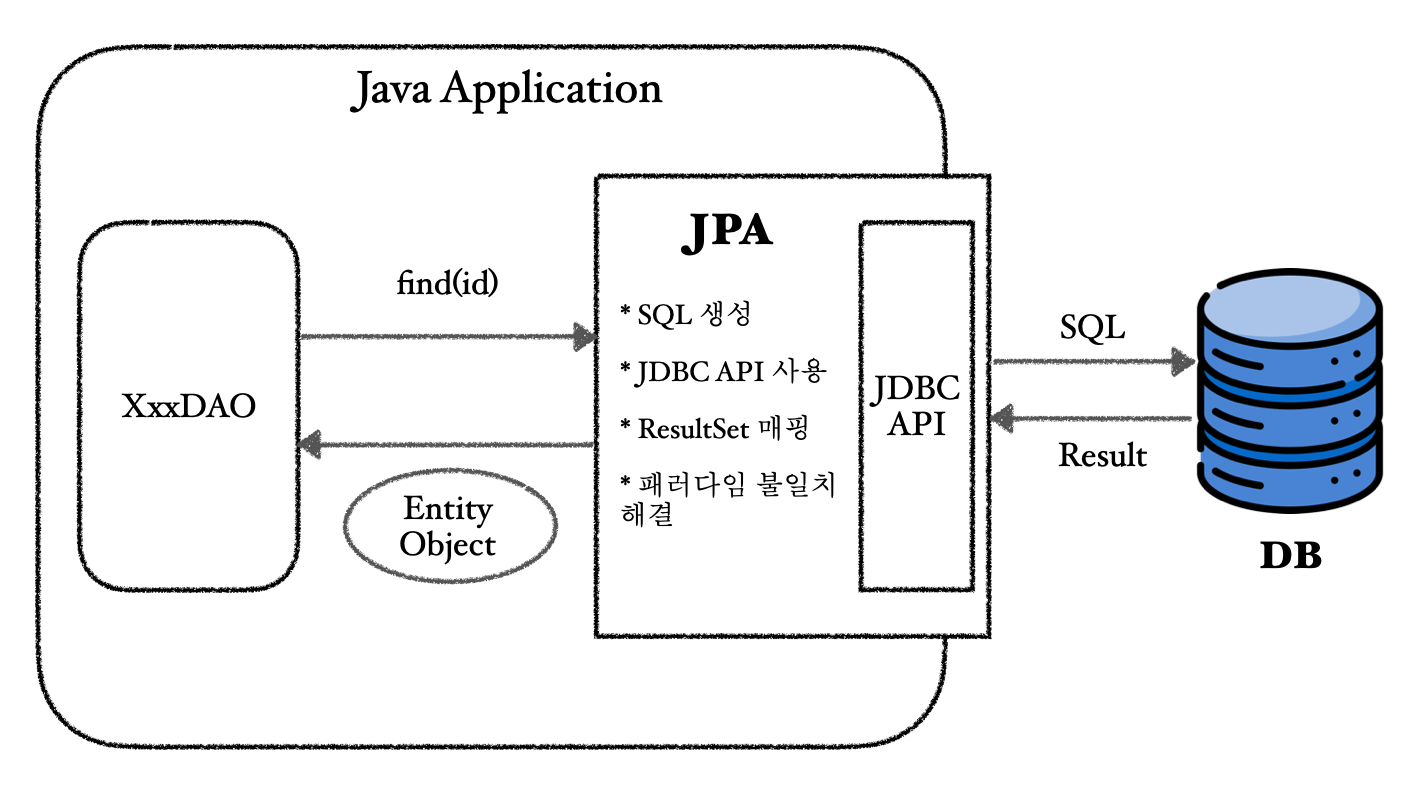 Java Application
XxxDAO
find(id)
Entity
Object
JPA
* SQL 생성
* JDBC API 사용
* ResultSet 매핑
* 패러다임 불일치
해결
JDBC
API
SQL
Result
DB